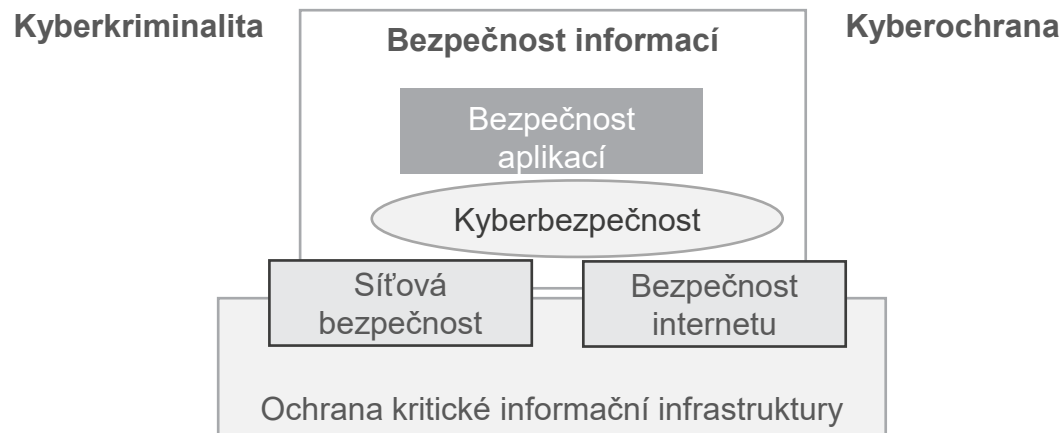 Kyberkriminalita
Bezpečnost informací
Kyberochrana
Bezpečnost
aplikací
Kyberbezpečnost
Síťová
bezpečnost
Bezpečnost
internetu
Ochrana kritické informační infrastruktury